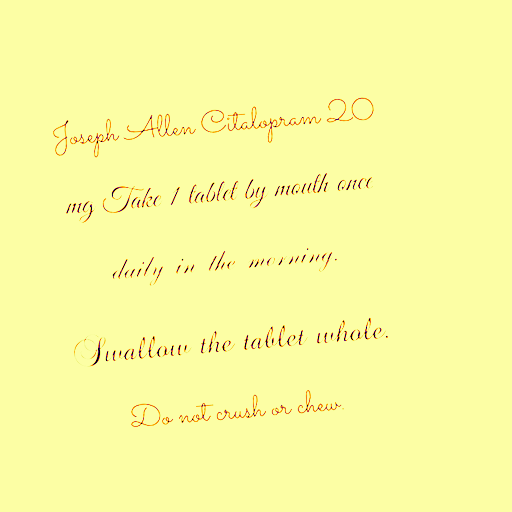 Joseph Allen Citalopram 20
mg Take 1 tablet by mouth once
daily in the morning.
Swallow the tablet whole.
Do not crush or chew.